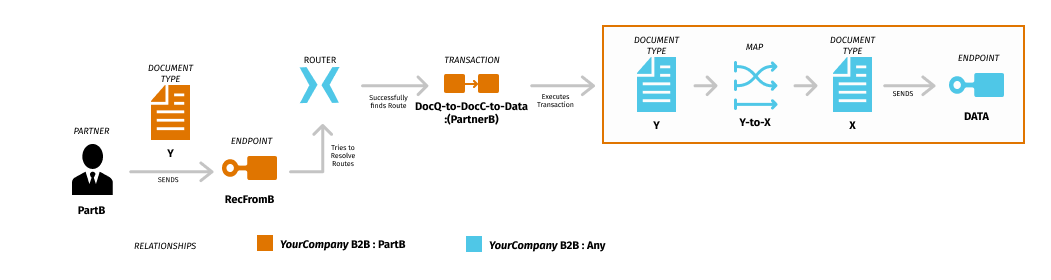 PARTNER
PartB
DOCUMENT
TYPE
Y
SENDS
ENDPOINT
RecFromB
Tries to
Resolve
Routes
ROUTER
Successfully
finds Route
TRANSACTION
DocQ-to-DocC-to-Data
:(PartnerB)
Executes
Transaction
DOCUMENT
TYPE
Y
MAP
Y-to-X
DOCUMENT
TYPE
X
SENDS
ENDPOINT
DATA
RELATIONSHIPS
YourCompany B2B : PartB
YourCompany B2B : Any